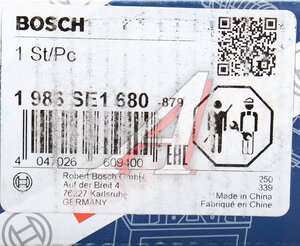 BOSCH
1 St/Pc
1 986 SE1 680 -879
4 047026 609400
EAC
Robert Bosch GmbH
Auf der Breit 4
76227 Karlsruhe
GERMANY
250
339
Made in China
Fabriqué en Chine